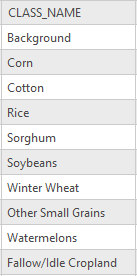 CLASS_NAME
Background
Corn
Cotton
Rice
Sorghum
Soybeans
Winter Wheat
Other Small Grains
Watermelons
Fallow/Idle Cropland